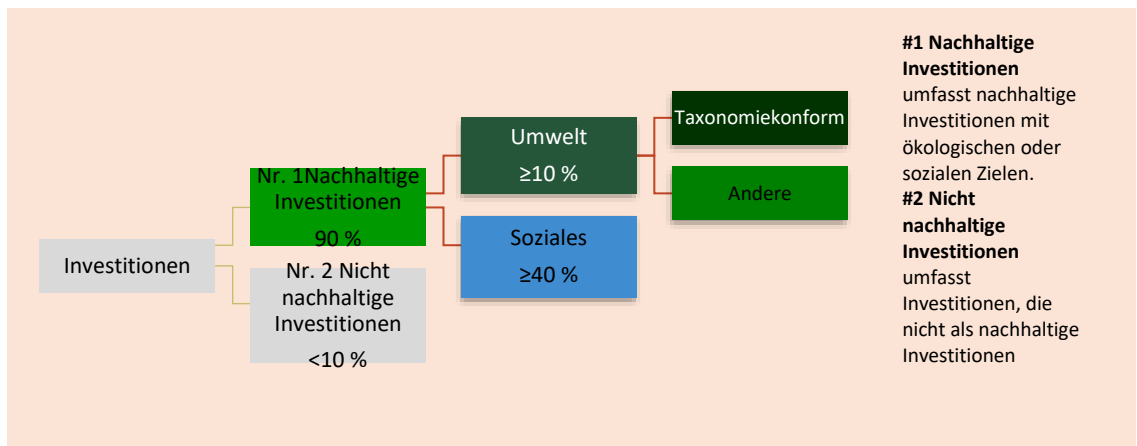 Investitionen
Nr. 1Nachhaltige
Investitionen
90 %
Nr. 2 Nicht
nachhaltige
Investitionen
<10 %
Umwelt
≥10 %
Soziales
≥40 %
Taxonomiekonform
Andere
#1 Nachhaltige
Investitionen
umfasst nachhaltige
Investitionen mit
ökologischen oder
sozialen Zielen.
#2 Nicht
nachhaltige
Investitionen
umfasst
Investitionen, die
nicht als nachhaltige
Investitionen